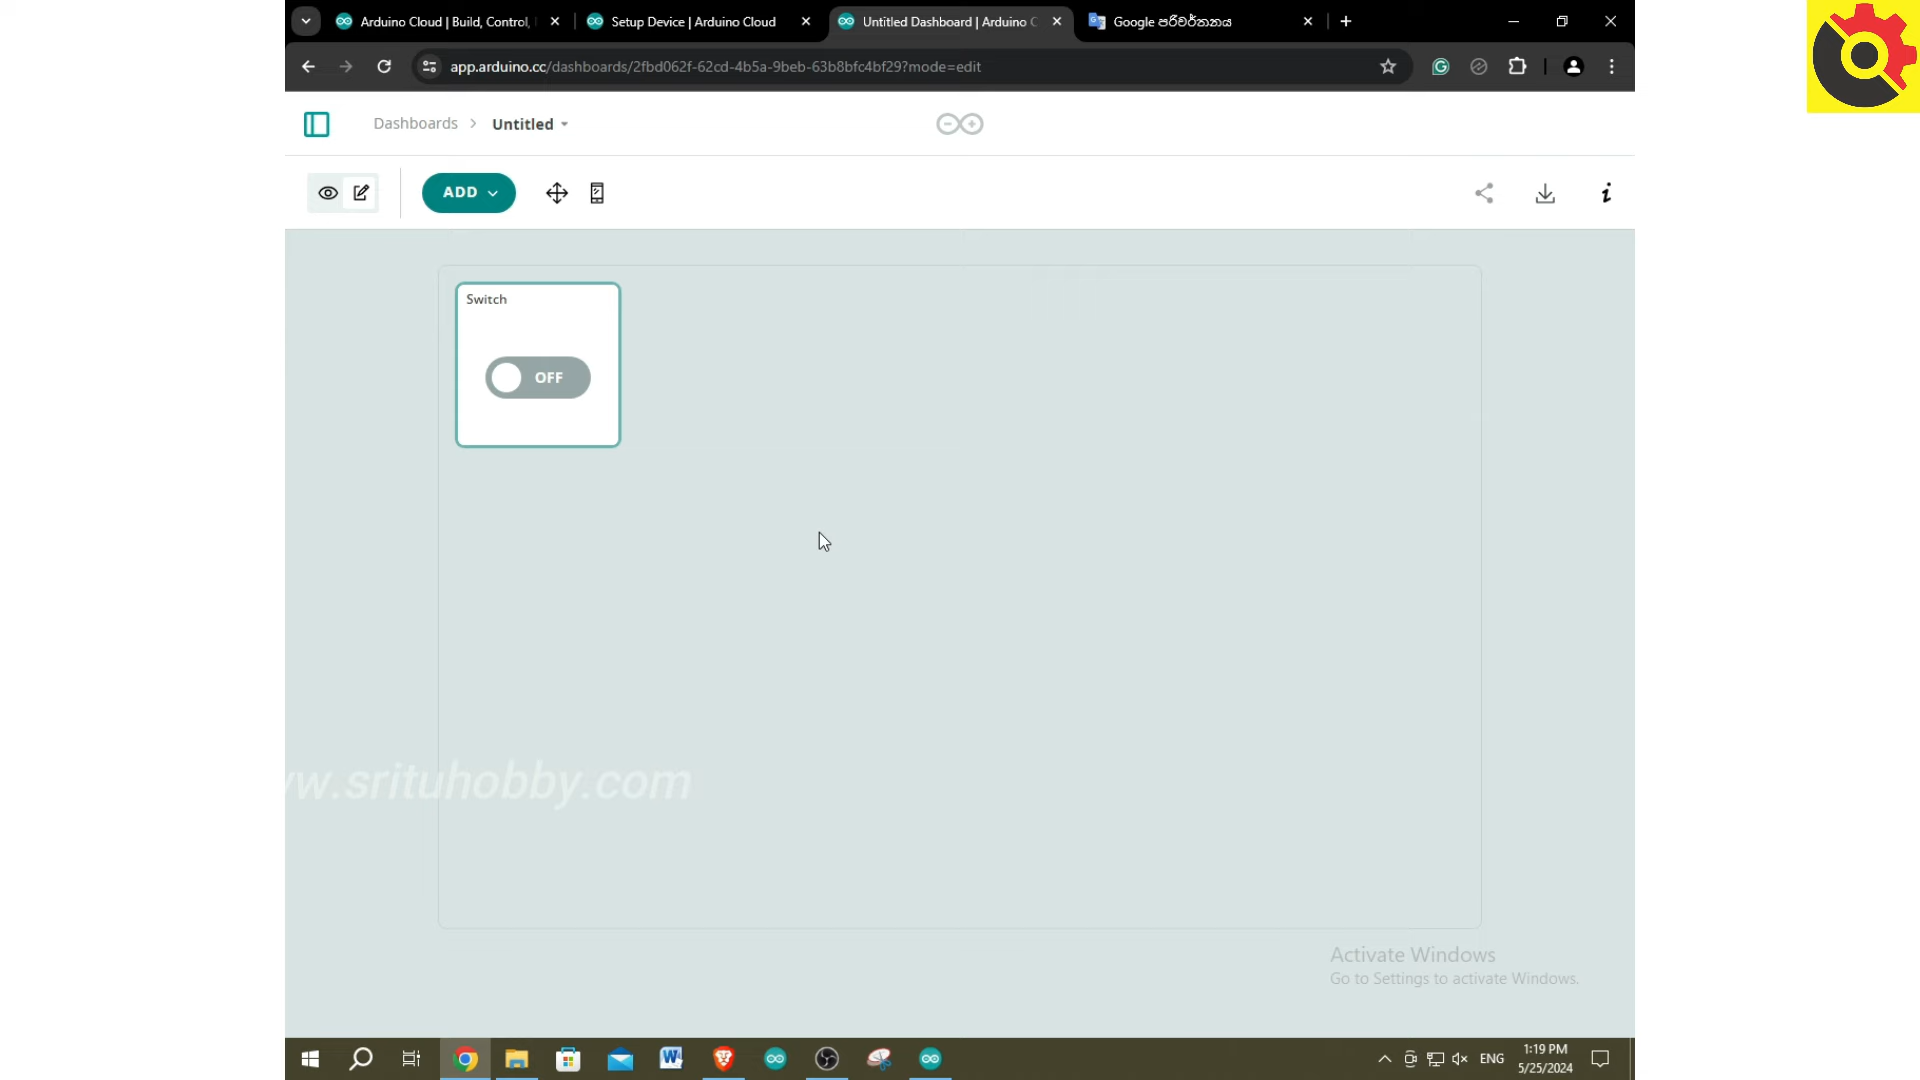 Arduino Cloud | Build, Control,
Setup Device | Arduino Cloud
Untitled Dashboard | Arduino C
Google පරිවර්තනය
app.arduino.cc/dashboards/2fbd062f-62cd-4b5a-9beb-63b8bfc4bf29?mode=edit
Dashboards > Untitled
ADD
Switch
OFF
w.srituhobby.com
Activate Windows
Go to Settings to activate Windows.
ENG
1:19 PM
5/25/2024